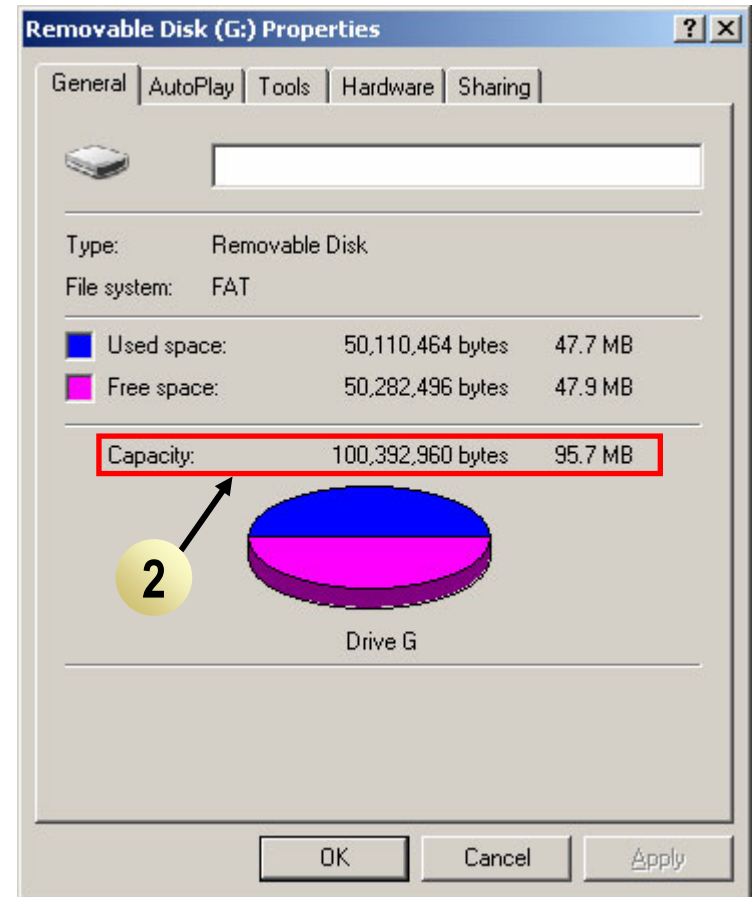 Removable Disk (G:) Properties ? X
General AutoPlay Tools Hardware Sharing
Type: Removable Disk
File system: FAT
Used space: 50,110,464 bytes 47.7 MB
Free space: 50,282,496 bytes 47.9 MB
Capacity: 100,392,960 bytes 95.7 MB
2
Drive G
OK Cancel Apply